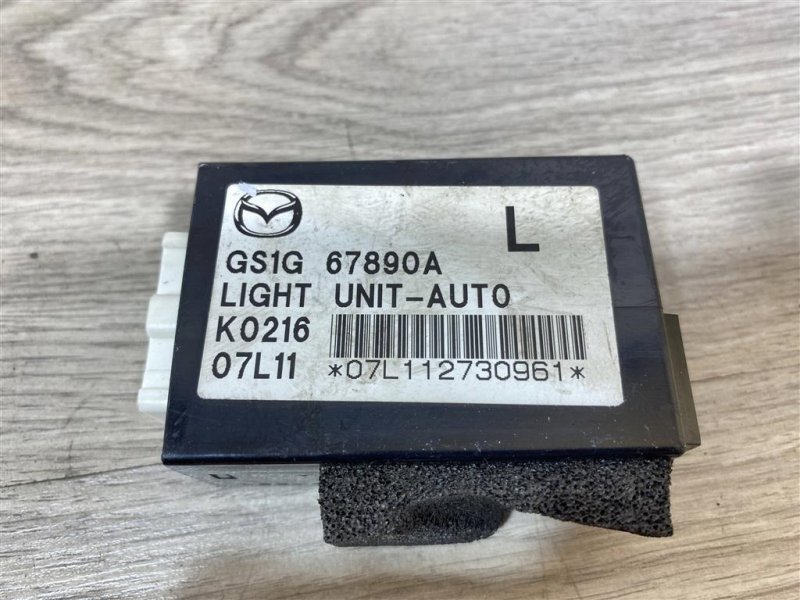 L
GS1G 67890A
LIGHT UNIT-AUTO
K0216
07L11 *07L112730961*